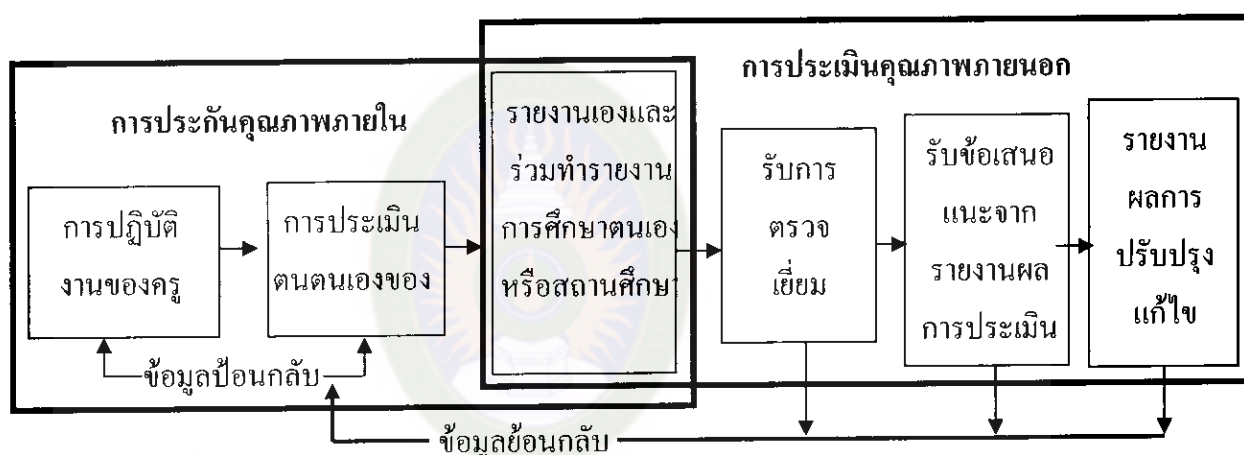 การประเมินคุณภาพภายนอก
การประกันคุณภาพภายใน
การปฏิบัติ
งานของครู
การประเมิน
ตนตนเองของ
รายงานเองและ
ร่วมทำรายงาน
การศึกษาตนเอง
หรือสถานศึกษา
รับการ
ตรวจ
เยี่ยม
รับข้อเสนอ
แนะจาก
รายงานผล
การประเมิน
รายงาน
ผลการ
ปรับปรุง
แก้ไข
ข้อมูลป้อนกลับ
ข้อมูลย้อนกลับ